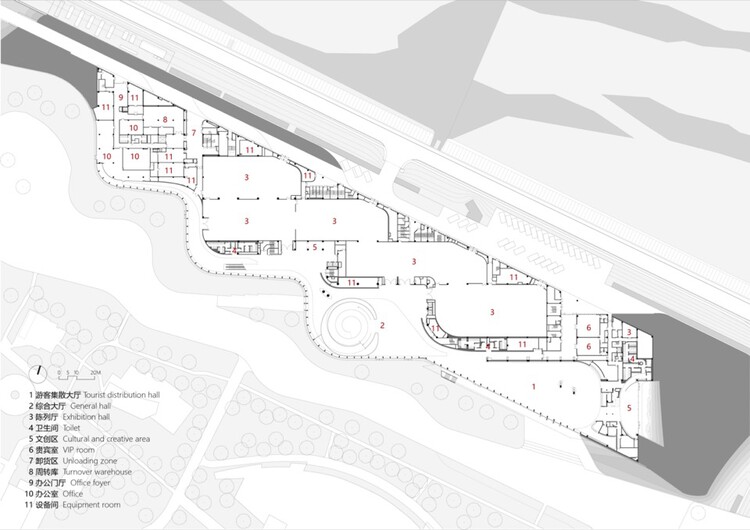 9
11
11
8
10
7
10
10
11
11
11
11
3
11
3
3
4
5
3
11
11
3
2
11
6
3
6
4
4
11
1
5
0 5 10 20M
1 游客集散大厅 Tourist distribution hall
2 综合大厅 General hall
3 陈列厅 Exhibition hall
4 卫生间 Toilet
5 文创区 Cultural and creative area
6 贵宾室 VIP room
7 卸货区 Unloading zone
8 周转库 Turnover warehouse
9 办公门厅 Office foyer
10 办公室 Office
11 设备间 Equipment room